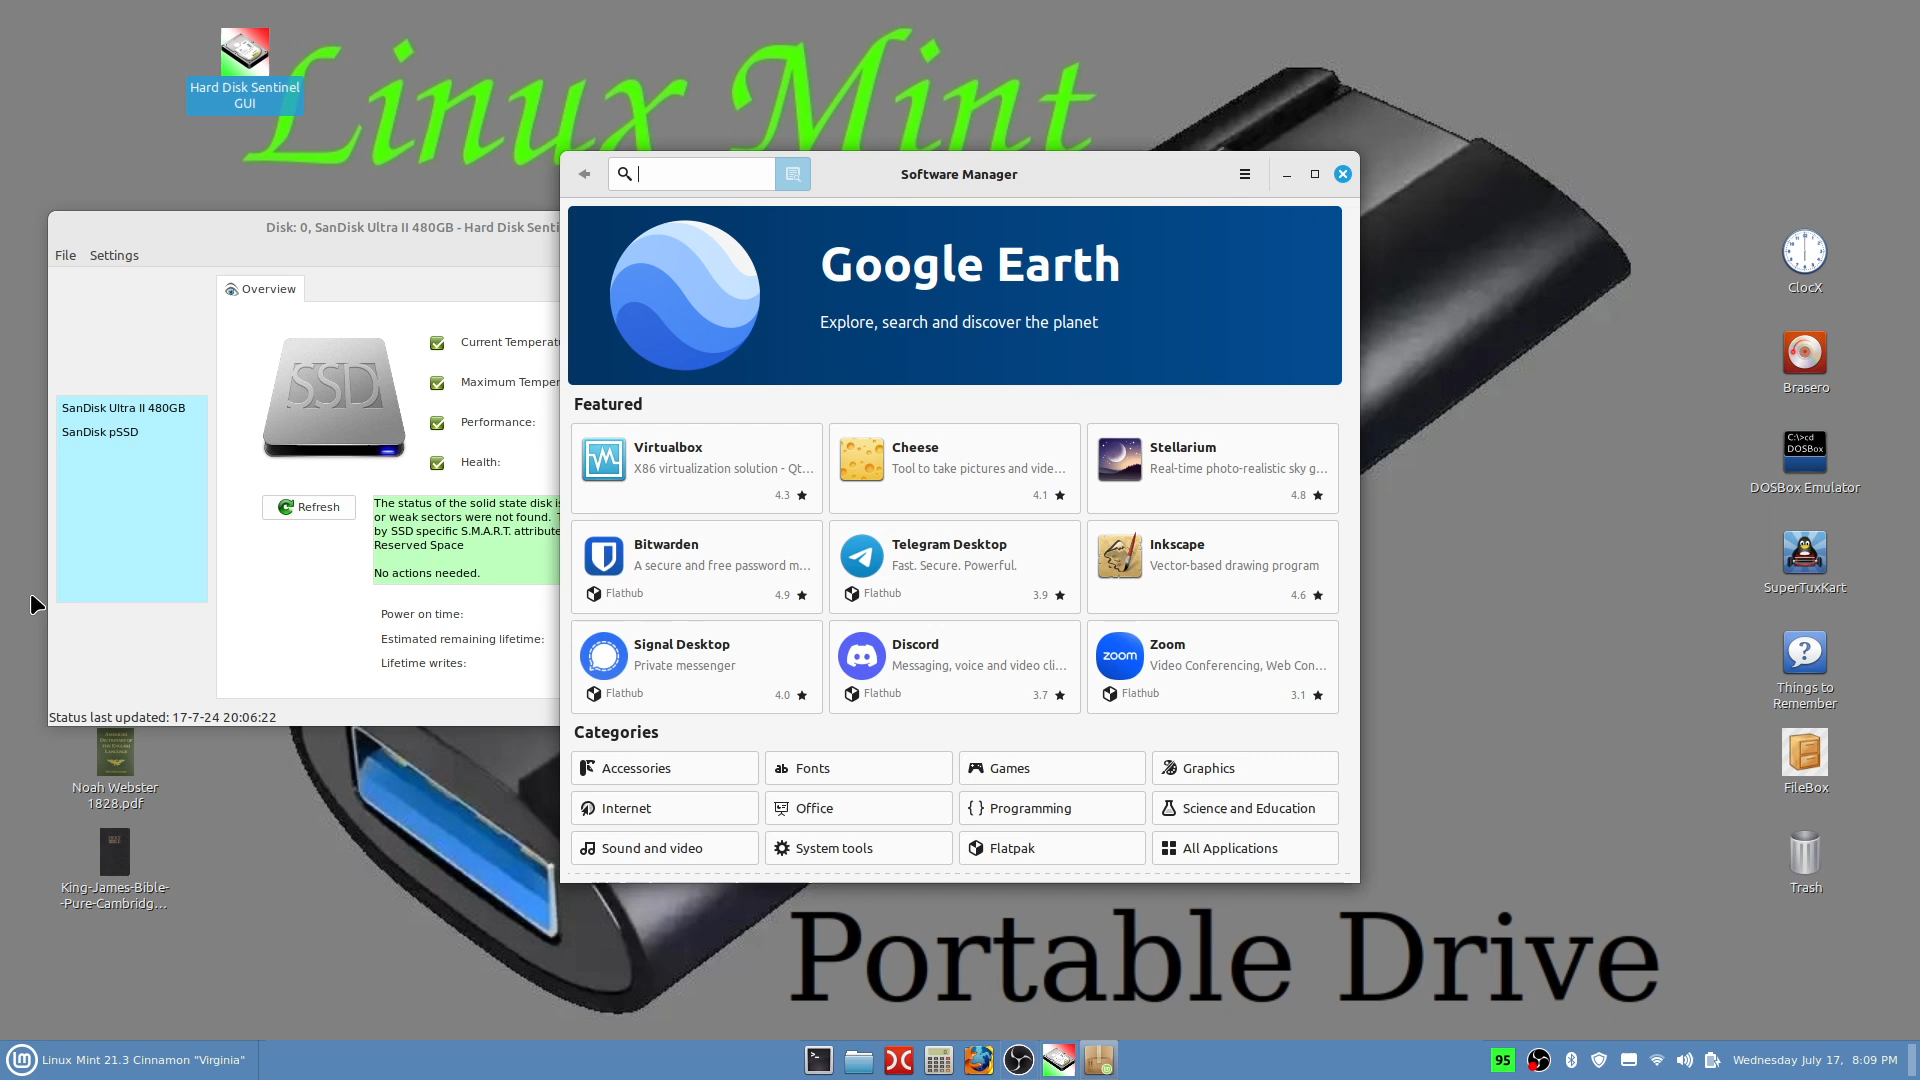 Linux Mint
Hard Disk Sentinel
GUI
Software Manager
Disk: 0, SanDisk Ultra II 480GB - Hard Disk Senti
File
Settings
Overview
SanDisk Ultra II 480GB
SanDisk pSSD
SSD
Current Temperatu
Maximum Temper
Performance:
Health:
Refresh
The status of the solid state disk is
or weak sectors were not found.
by SSD specific S.M.A.R.T. attribute
Reserved Space
No actions needed.
Power on time:
Estimated remaining lifetime:
Lifetime writes:
Status last updated: 17-7-24 20:06:22
Google Earth
Explore, search and discover the planet
Featured
Virtualbox
X86 virtualization solution - Qt...
4.3
Cheese
Tool to take pictures and vide...
4.1
Stellarium
Real-time photo-realistic sky g...
4.8
Bitwarden
A secure and free password m...
Flathub
4.9
Telegram Desktop
Fast. Secure. Powerful.
Flathub
3.9
Inkscape
Vector-based drawing program
4.6
Signal Desktop
Private messenger
Flathub
4.0
Discord
Messaging, voice and video cli...
Flathub
3.7
zoom
Zoom
Video Conferencing, Web Con...
Flathub
3.1
Categories
Accessories
Fonts
Games
Graphics
Internet
Office
Programming
Science and Education
Sound and video
System tools
Flatpak
All Applications
ClocX
Brasero
C:\>cd
DOSBox
DOSBox Emulator
SuperTuxKart
Things to
Remember
FileBox
Trash
Noah Webster
1828.pdf
HOLY
BIBLE
King-James-Bible-
-Pure-Cambridg...
Portable Drive
Linux Mint 21.3 Cinnamon "Virginia"
95
Wednesday July 17, 8:09 PM